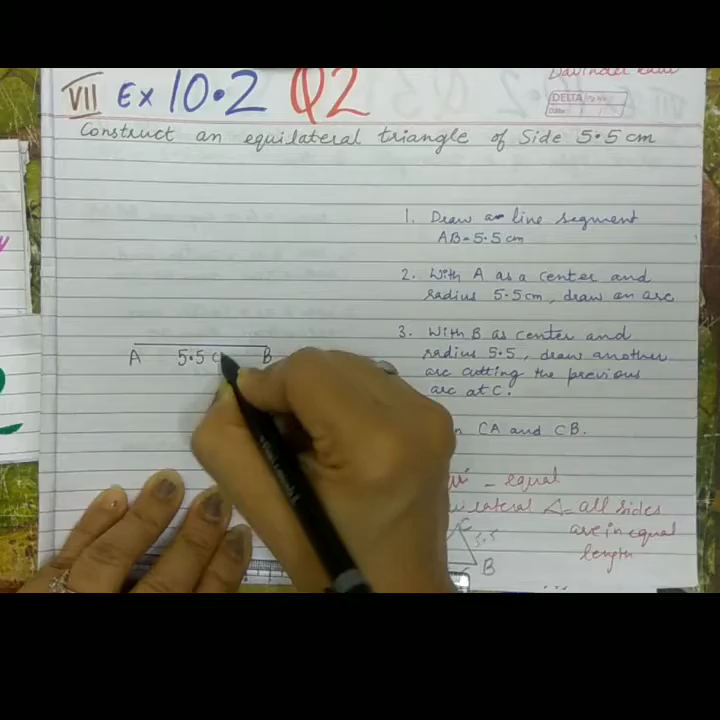 VII Ex 10.2 Q2
DELTA
Construct an equilateral triangle of Side 5.5 cm
1. Draw a line segment
AB = 5.5 cm
2. With A as a center and
radius 5.5 cm, draw an arc
3. With B as center and
radius 5.5, draw another
arc cutting the previous
arc at C.
CA and CB.
A 5.5 c B
- equal
Δ = all sides
are in equal
length
C
5.5
B